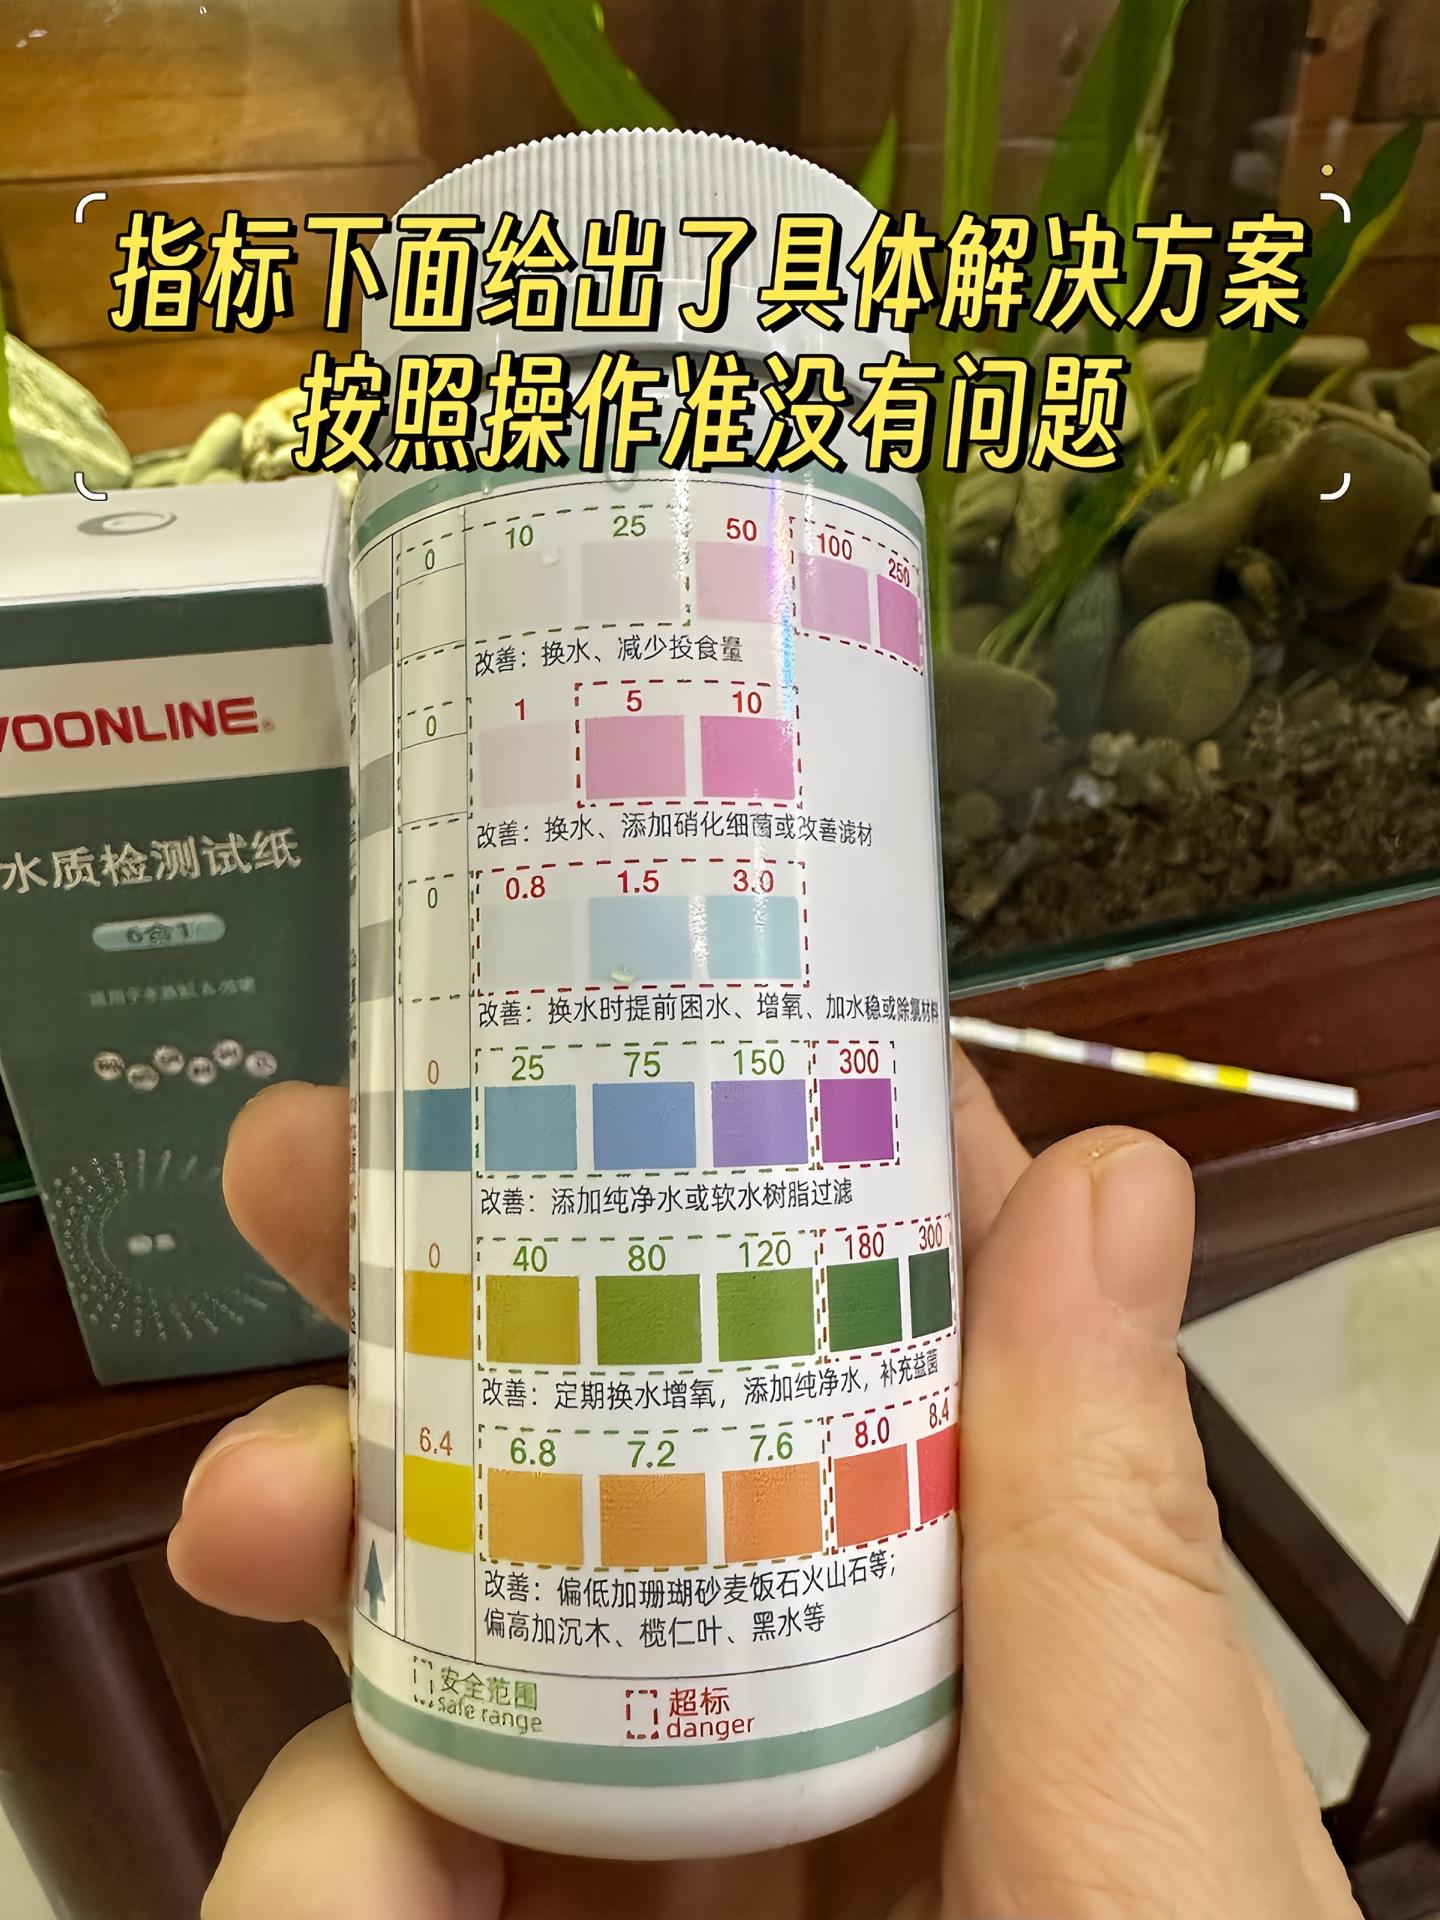 指标下面给出了具体解决方案
按照操作准没有问题
VOONLINE
水质检测试纸
6合1
0 10 25 50 100 250
改善：换水、减少投食量
0 1 5 10
改善：换水、添加硝化细菌或改善滤材
0 0.8 1.5 3.0
改善：换水时提前困水、增氧、加水稳或除氯材料
0 25 75 150 300
改善：添加纯净水或软水树脂过滤
0 40 80 120 180 300
改善：定期换水增氧，添加纯净水，补充益菌
6.4 6.8 7.2 7.6 8.0 8.4
改善：偏低加珊瑚砂麦饭石火山石等；
偏高加沉木、榄仁叶、黑水等
安全范围 超标
safe range danger